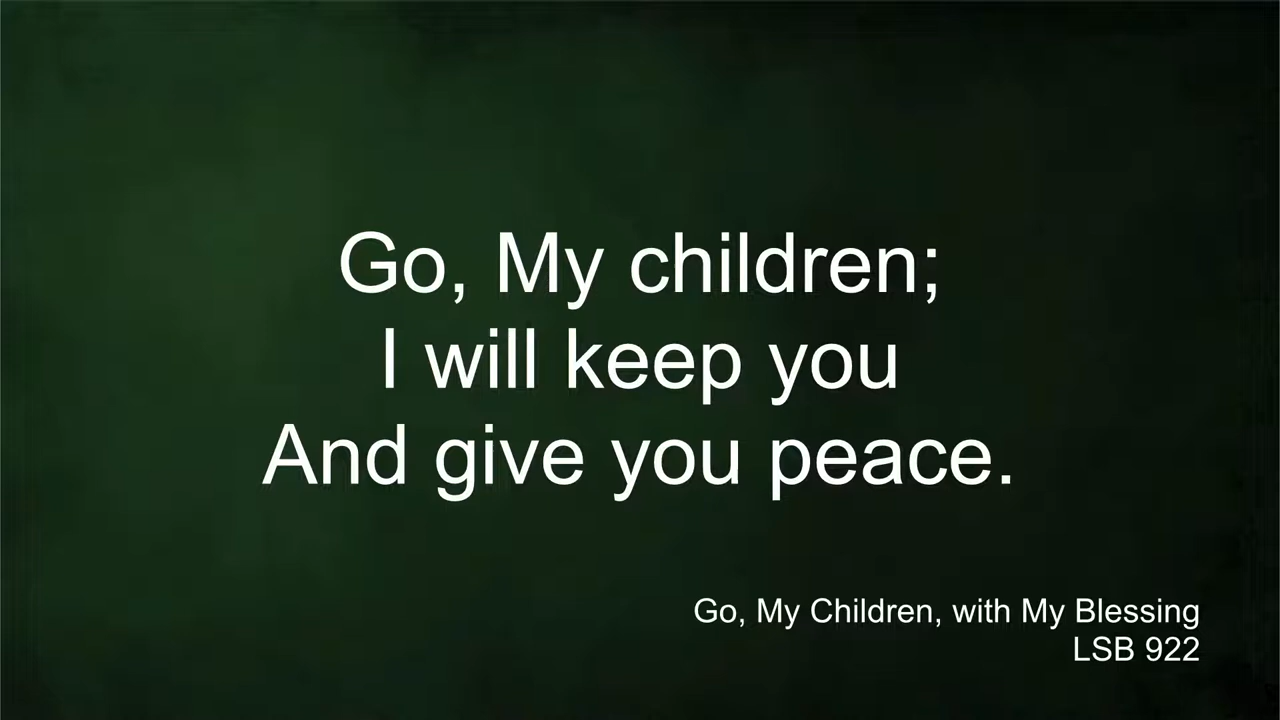 Go, My children;
I will keep you
And give you peace.
Go, My Children, with My Blessing
LSB 922